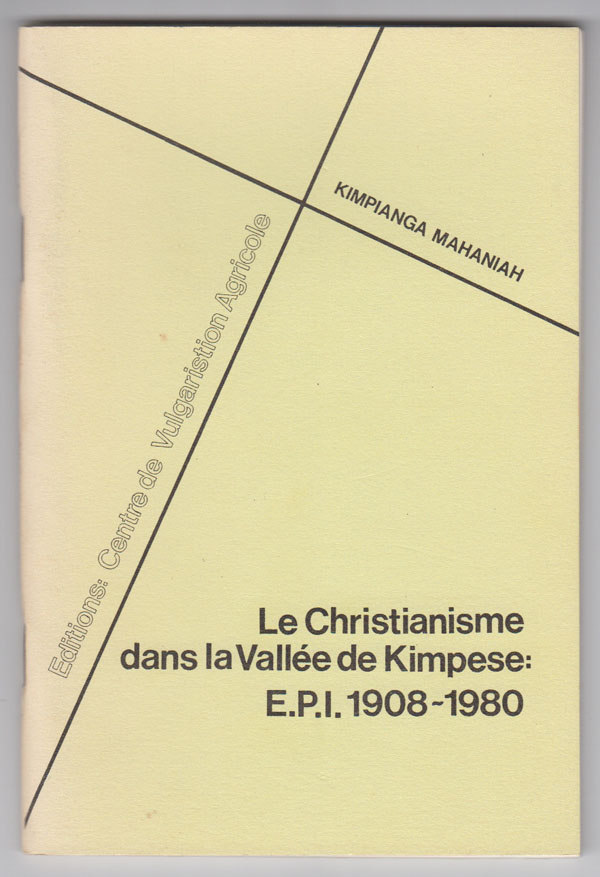 KIMPIANGA MAHANIAH
Editions: Centre de Vulgaristion Agricole
Le Christianisme
dans la Vallée de Kimpese:
E.P.I. 1908~1980